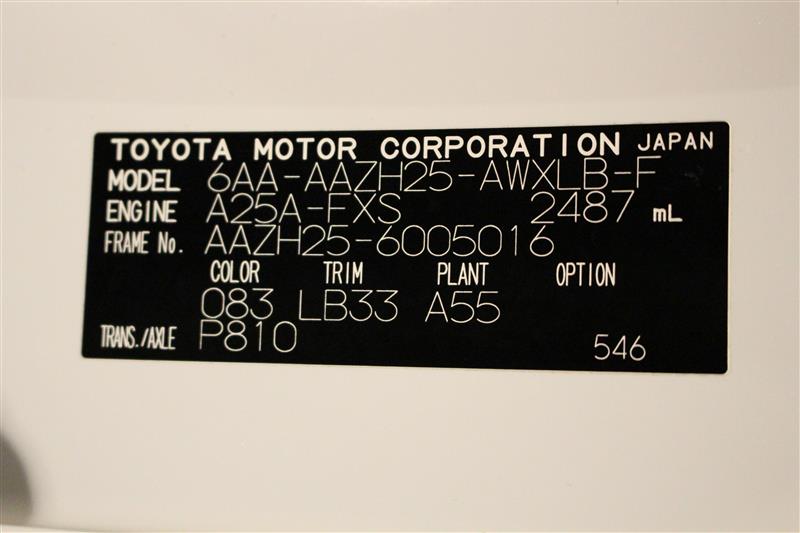 TOYOTA MOTOR CORPORATION JAPAN
MODEL 6AA-AAZH25-AWXLB-F
ENGINE A25A-FXS 2487 mL
FRAME No. AAZH25-6005016
COLOR TRIM PLANT OPTION
083 LB33 A55
TRANS./AXLE P810 546